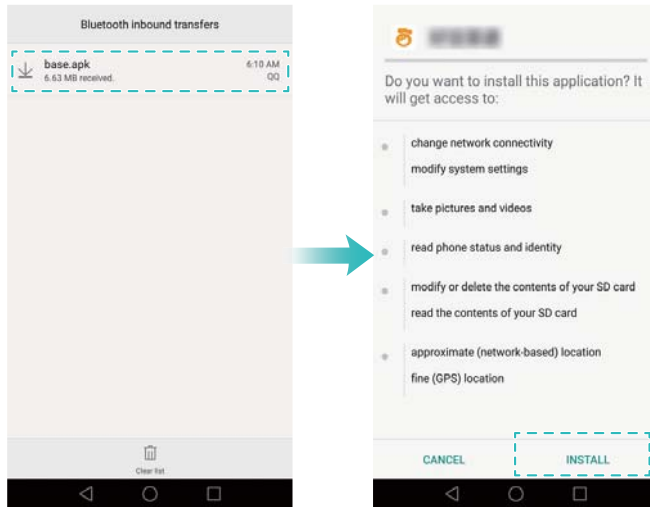 Bluetooth inbound transfers
base.apk 6:10 AM
6.63 MB received. QQ
Clear list
Do you want to install this application? It
will get access to:
change network connectivity
modify system settings
take pictures and videos
read phone status and identity
modify or delete the contents of your SD card
read the contents of your SD card
approximate (network-based) location
fine (GPS) location
CANCEL INSTALL